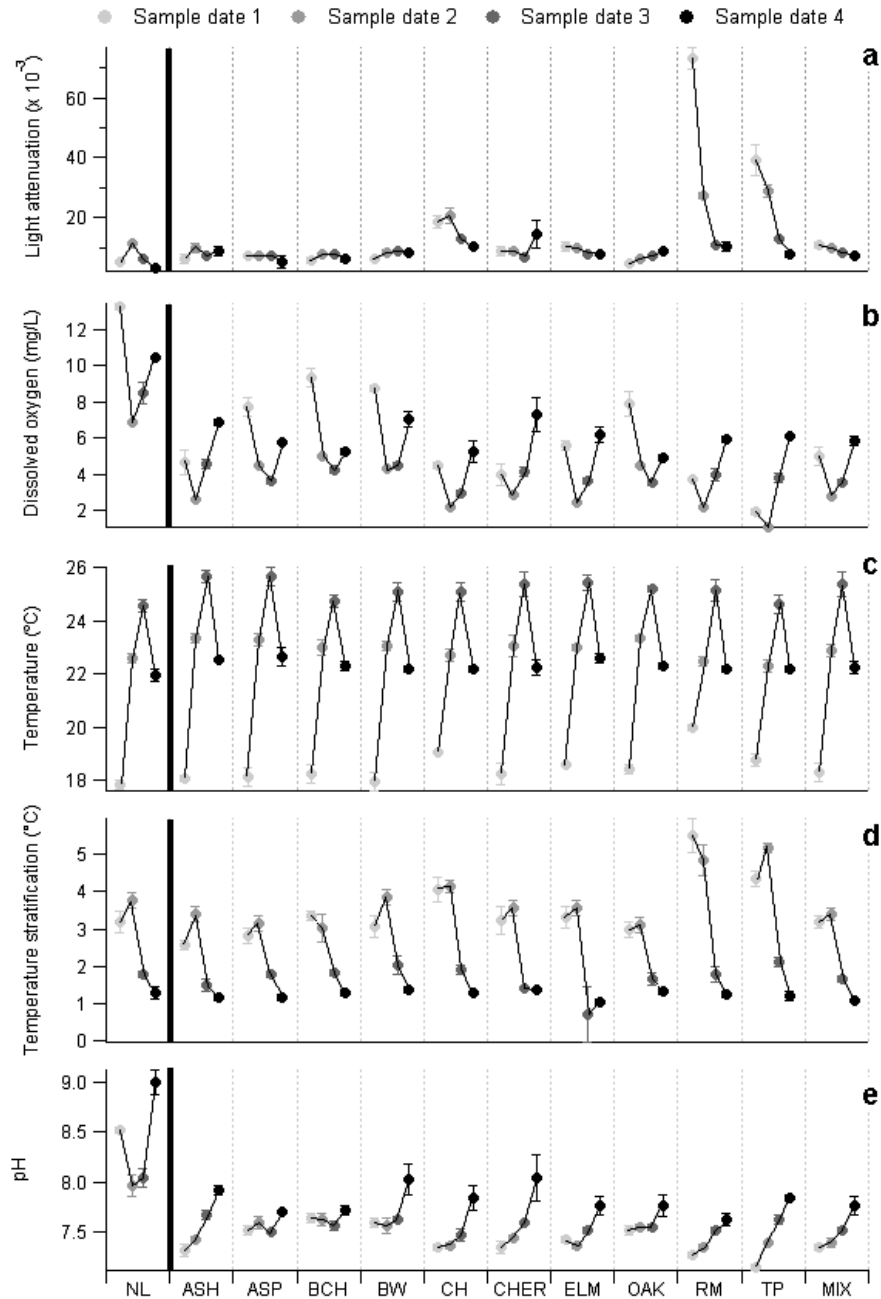 Sample date 1 Sample date 2 Sample date 3 Sample date 4
a
Light attenuation (x 10⁻³)
60
40
20
b
Dissolved oxygen (mg/L)
12
10
8
6
4
2
c
Temperature (°C)
26
24
22
20
18
d
Temperature stratification (°C)
5
4
3
2
1
0
e
pH
9.0
8.5
8.0
7.5
NL ASH ASP BCH BW CH CHER ELM OAK RM TP MIX